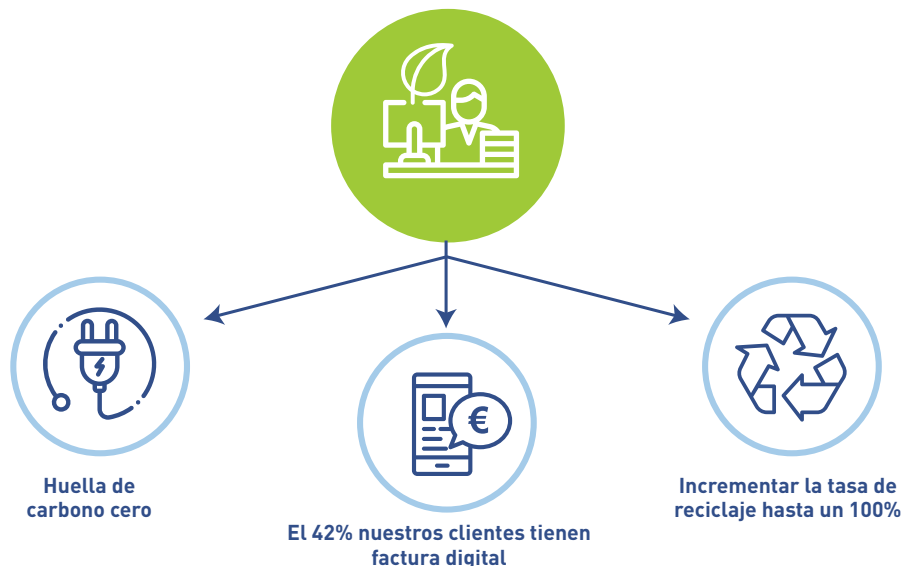 Huella de
carbono cero
El 42% nuestros clientes tienen
factura digital
Incrementar la tasa de
reciclaje hasta un 100%
€